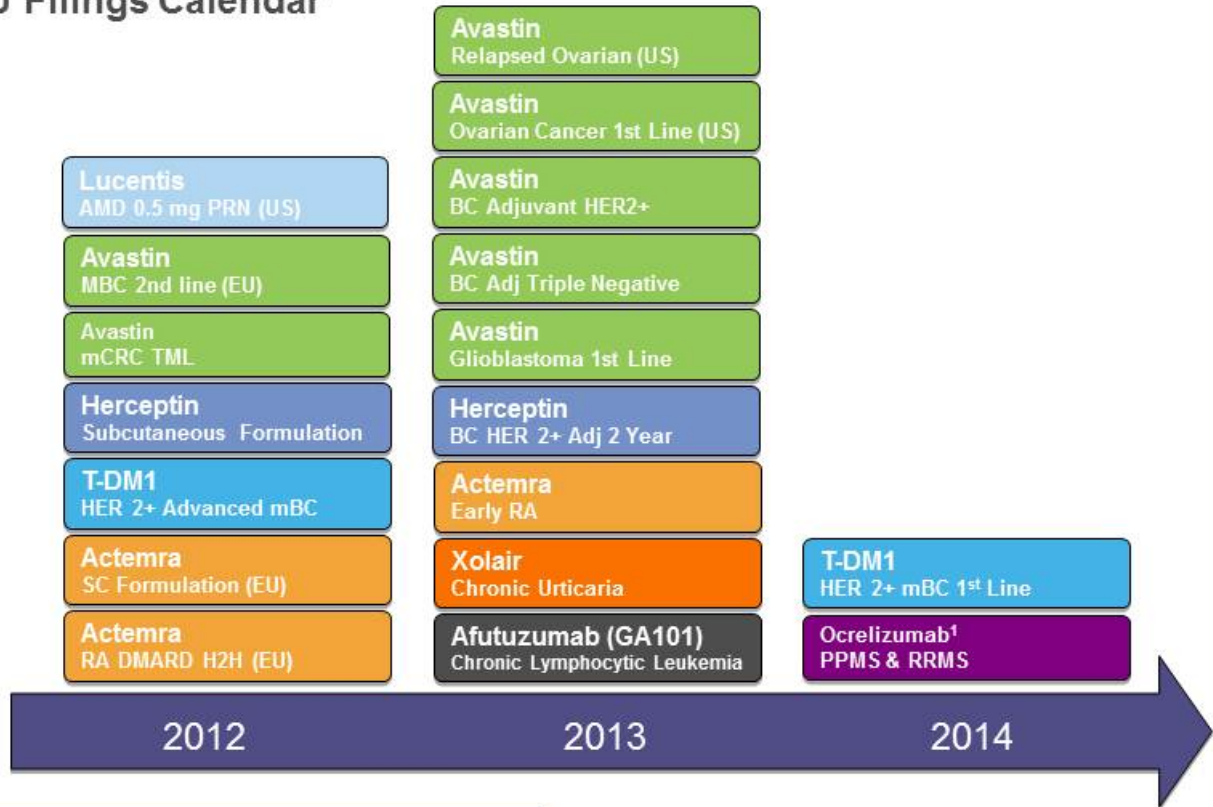 Filings Calendar
Lucentis
AMD 0.5 mg PRN (US)
Avastin
MBC 2nd line (EU)
Avastin
mCRC TML
Herceptin
Subcutaneous Formulation
T-DM1
HER 2+ Advanced mBC
Actemra
SC Formulation (EU)
Actemra
RA DMARD H2H (EU)
2012
Avastin
Relapsed Ovarian (US)
Avastin
Ovarian Cancer 1st Line (US)
Avastin
BC Adjuvant HER2+
Avastin
BC Adj Triple Negative
Avastin
Glioblastoma 1st Line
Herceptin
BC HER 2+ Adj 2 Year
Actemra
Early RA
Xolair
Chronic Urticaria
Afutuzumab (GA101)
Chronic Lymphocytic Leukemia
2013
T-DM1
HER 2+ mBC 1st Line
Ocrelizumab¹
PPMS & RRMS
2014